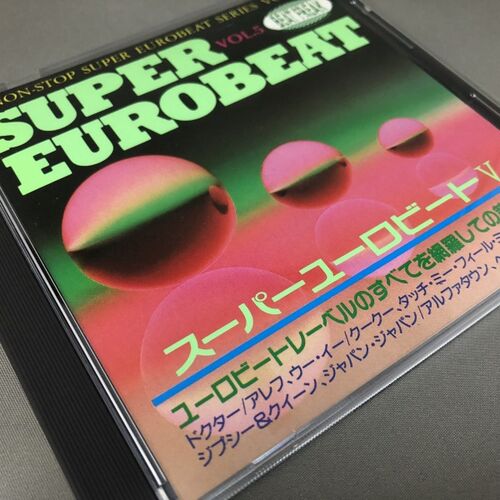 NON-STOP SUPER EUROBEAT SERIES
SUPER
VOL.5
EUROBEAT
スーパーユーロビート V
ユーロビートレーベルのすべてを網羅しての
ドクター/アレフ、ウー・イー/クークー、タッチ・ミー・フィール・ミ
ジプシー&クイーン、ジャパン・ジャパン/アルファタウン、ヘ